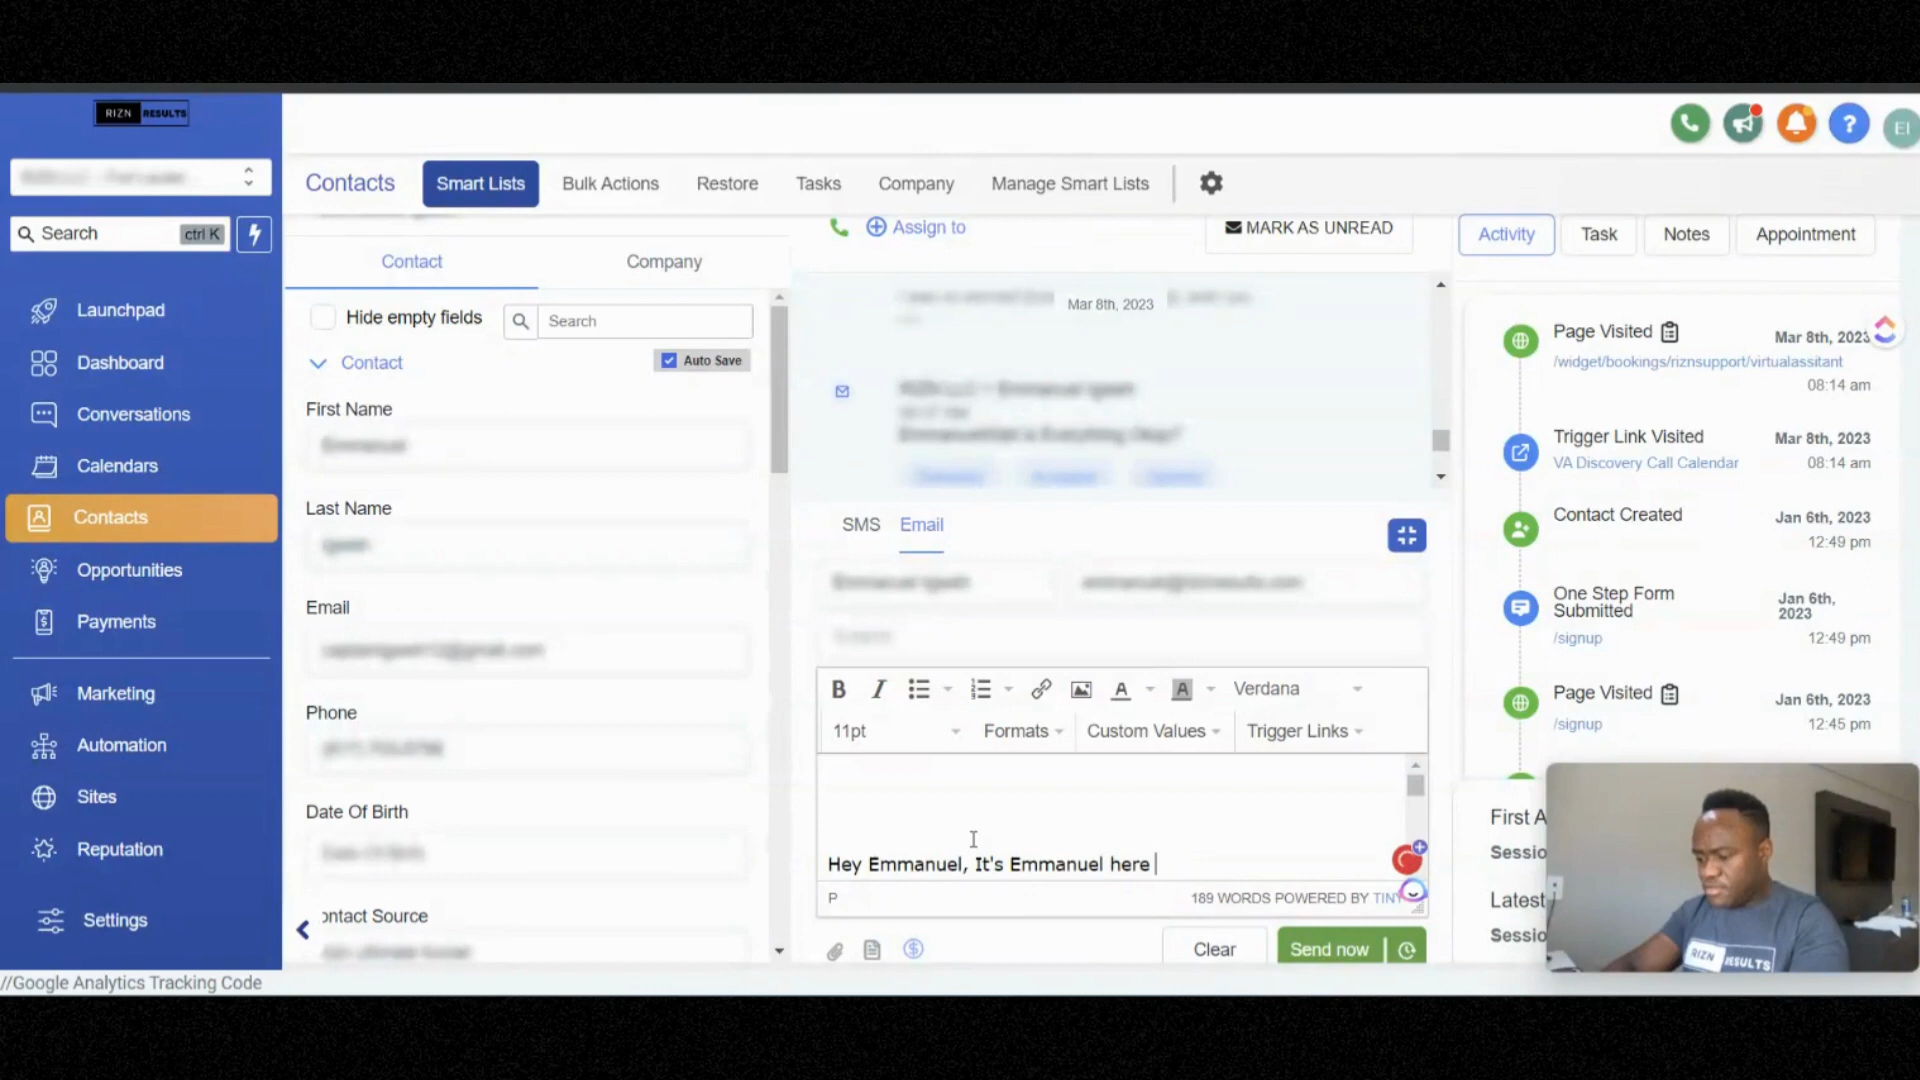 RIZN RESULTS
Search ctrl K
Launchpad
Dashboard
Conversations
Calendars
Contacts
Opportunities
Payments
Marketing
Automation
Sites
Reputation
Settings
//Google Analytics Tracking Code
Contacts Smart Lists Bulk Actions Restore Tasks Company Manage Smart Lists
? EI
Contact Company
Hide empty fields Search
Contact Auto Save
First Name
Last Name
Email
Phone
Date Of Birth
ontact Source
Assign to MARK AS UNREAD
Mar 8th, 2023
SMS Email
B I A A Verdana
11pt Formats Custom Values Trigger Links
Hey Emmanuel, It's Emmanuel here
P 189 WORDS POWERED BY TINY
Clear Send now
Activity Task Notes Appointment
Page Visited Mar 8th, 2023
/widget/bookings/riznsupport/virtualassitant
08:14 am
Trigger Link Visited Mar 8th, 2023
VA Discovery Call Calendar 08:14 am
Contact Created Jan 6th, 2023
12:49 pm
One Step Form Submitted Jan 6th, 2023
/signup 12:49 pm
Page Visited Jan 6th, 2023
/signup 12:45 pm
First A
Sessio
Latest
Sessio
RIZN RESULTS